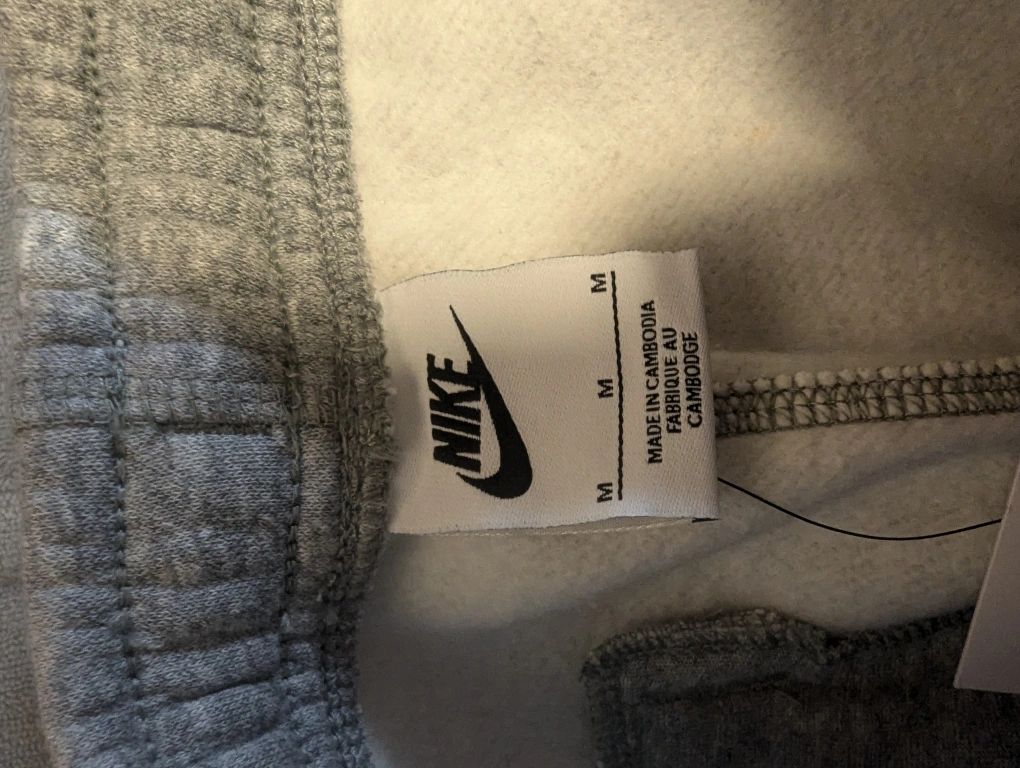 NIKE
M M M
MADE IN CAMBODIA
FABRIQUE AU
CAMBODGE